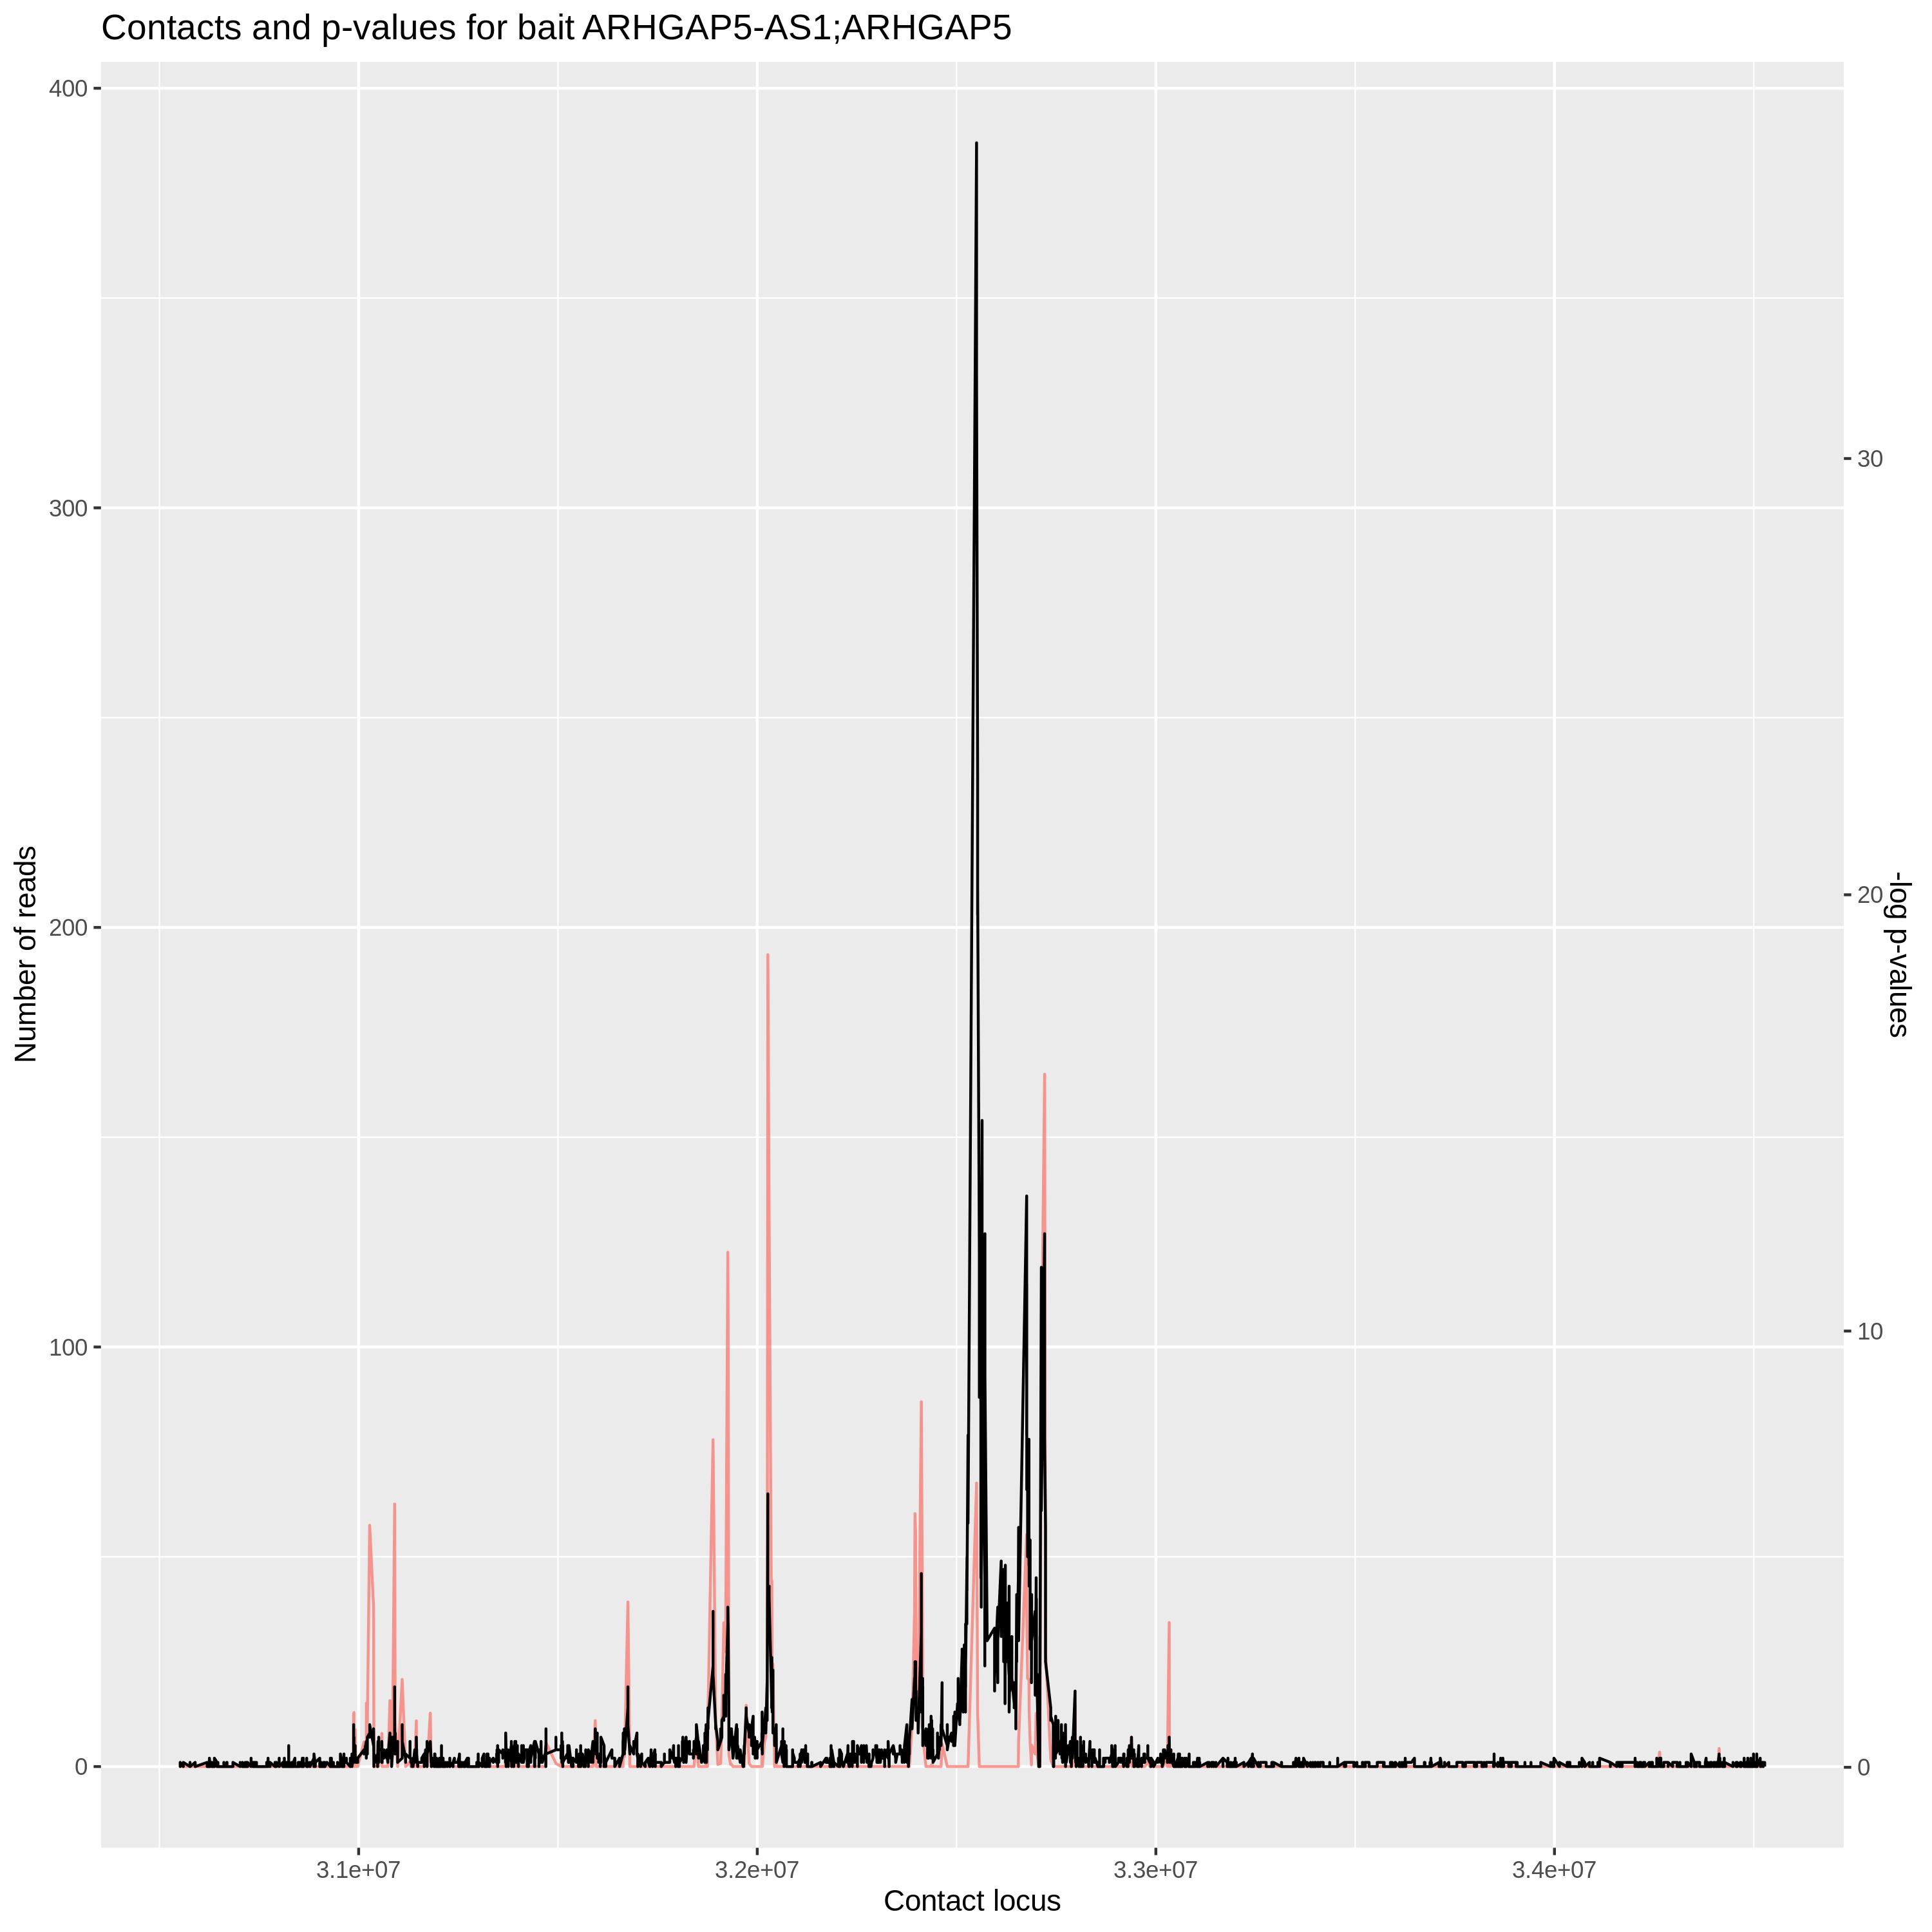 Contacts and p-values for bait ARHGAP5-AS1;ARHGAP5
400
300
200
100
0
Number of reads
30
20
10
0
-log p-values
3.1e+07
3.2e+07
3.3e+07
3.4e+07
Contact locus